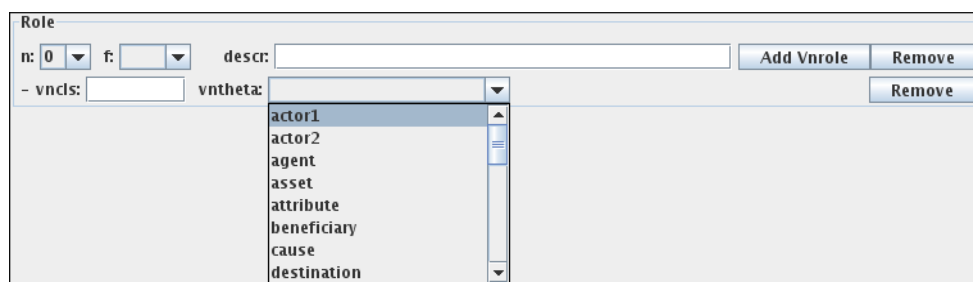 Role
n: 0 f: descr: Add Vnrole Remove
- vncls: vntheta: Remove
actor1
actor2
agent
asset
attribute
beneficiary
cause
destination